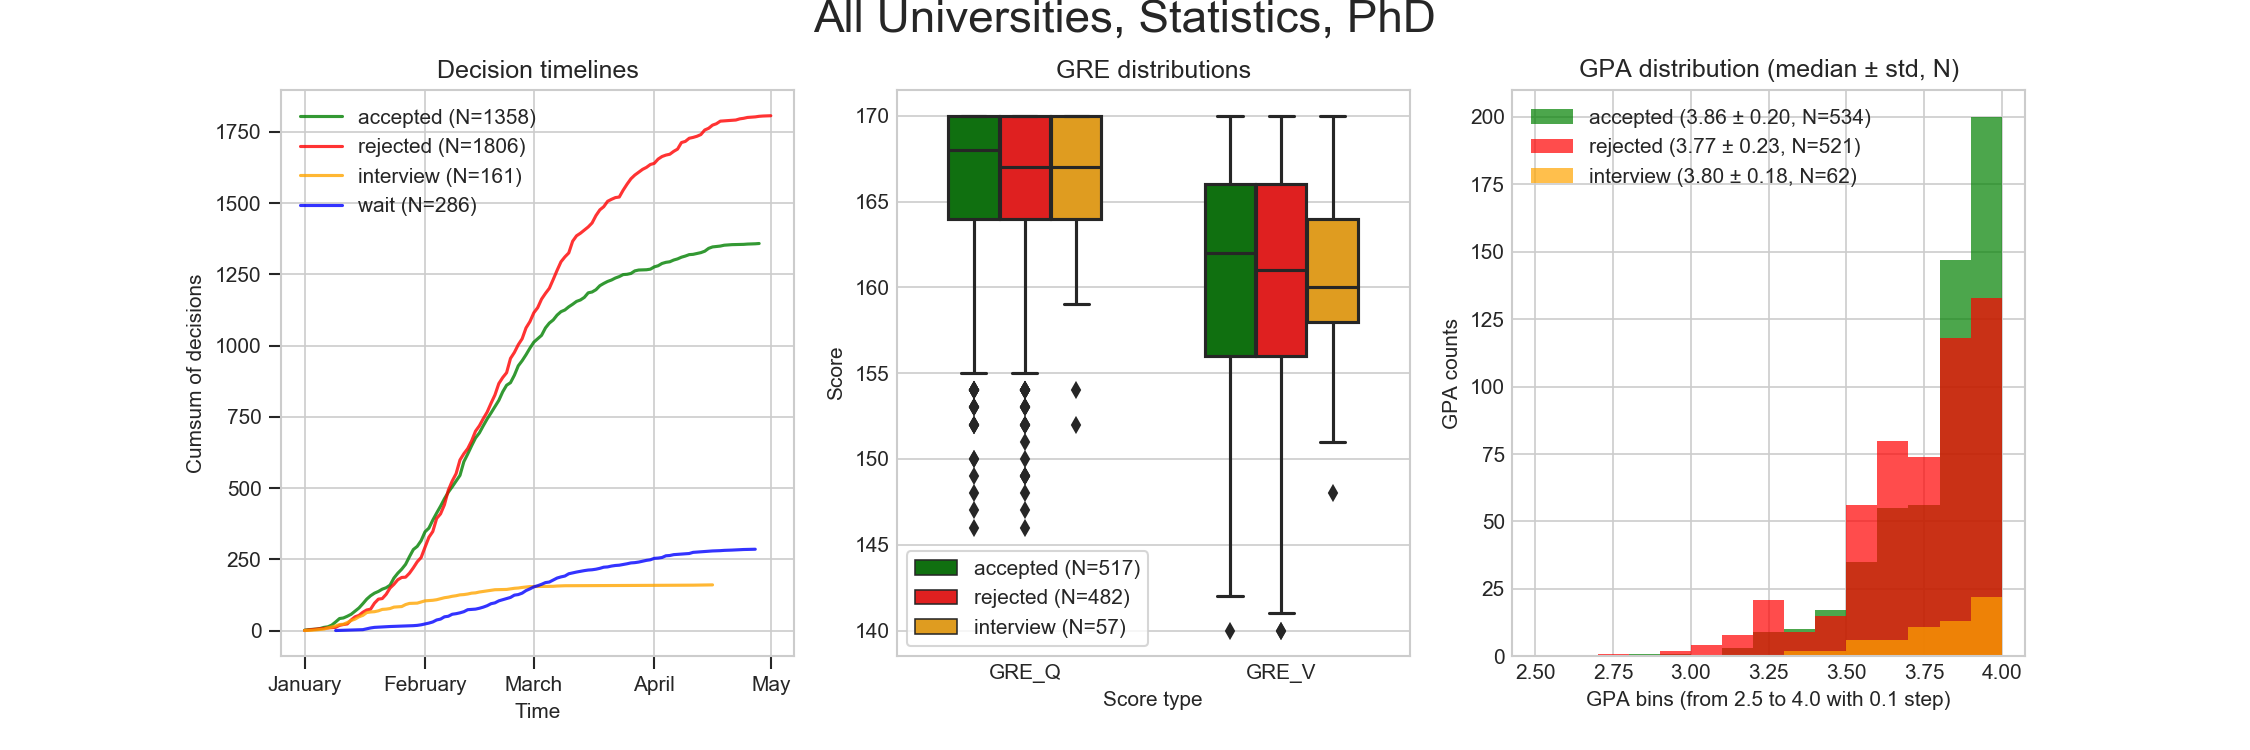 All Universities, Statistics, PhD
Decision timelines
accepted (N=1358)
rejected (N=1806)
interview (N=161)
wait (N=286)
1750
1500
1250
1000
750
500
250
0
Cumsum of decisions
January February March April May
Time
GRE distributions
170
165
160
155
150
145
140
Score
accepted (N=517)
rejected (N=482)
interview (N=57)
GRE_Q GRE_V
Score type
GPA distribution (median ± std, N)
accepted (3.86 ± 0.20, N=534)
rejected (3.77 ± 0.23, N=521)
interview (3.80 ± 0.18, N=62)
200
175
150
125
100
75
50
25
0
GPA counts
2.50 2.75 3.00 3.25 3.50 3.75 4.00
GPA bins (from 2.5 to 4.0 with 0.1 step)